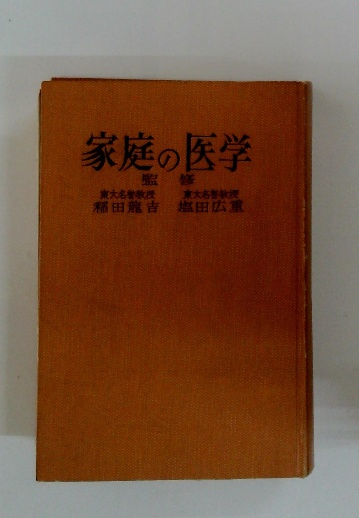 家庭の医学
監修
東大名誉教授 東大名誉教授
稲田龍吉 塩田広重